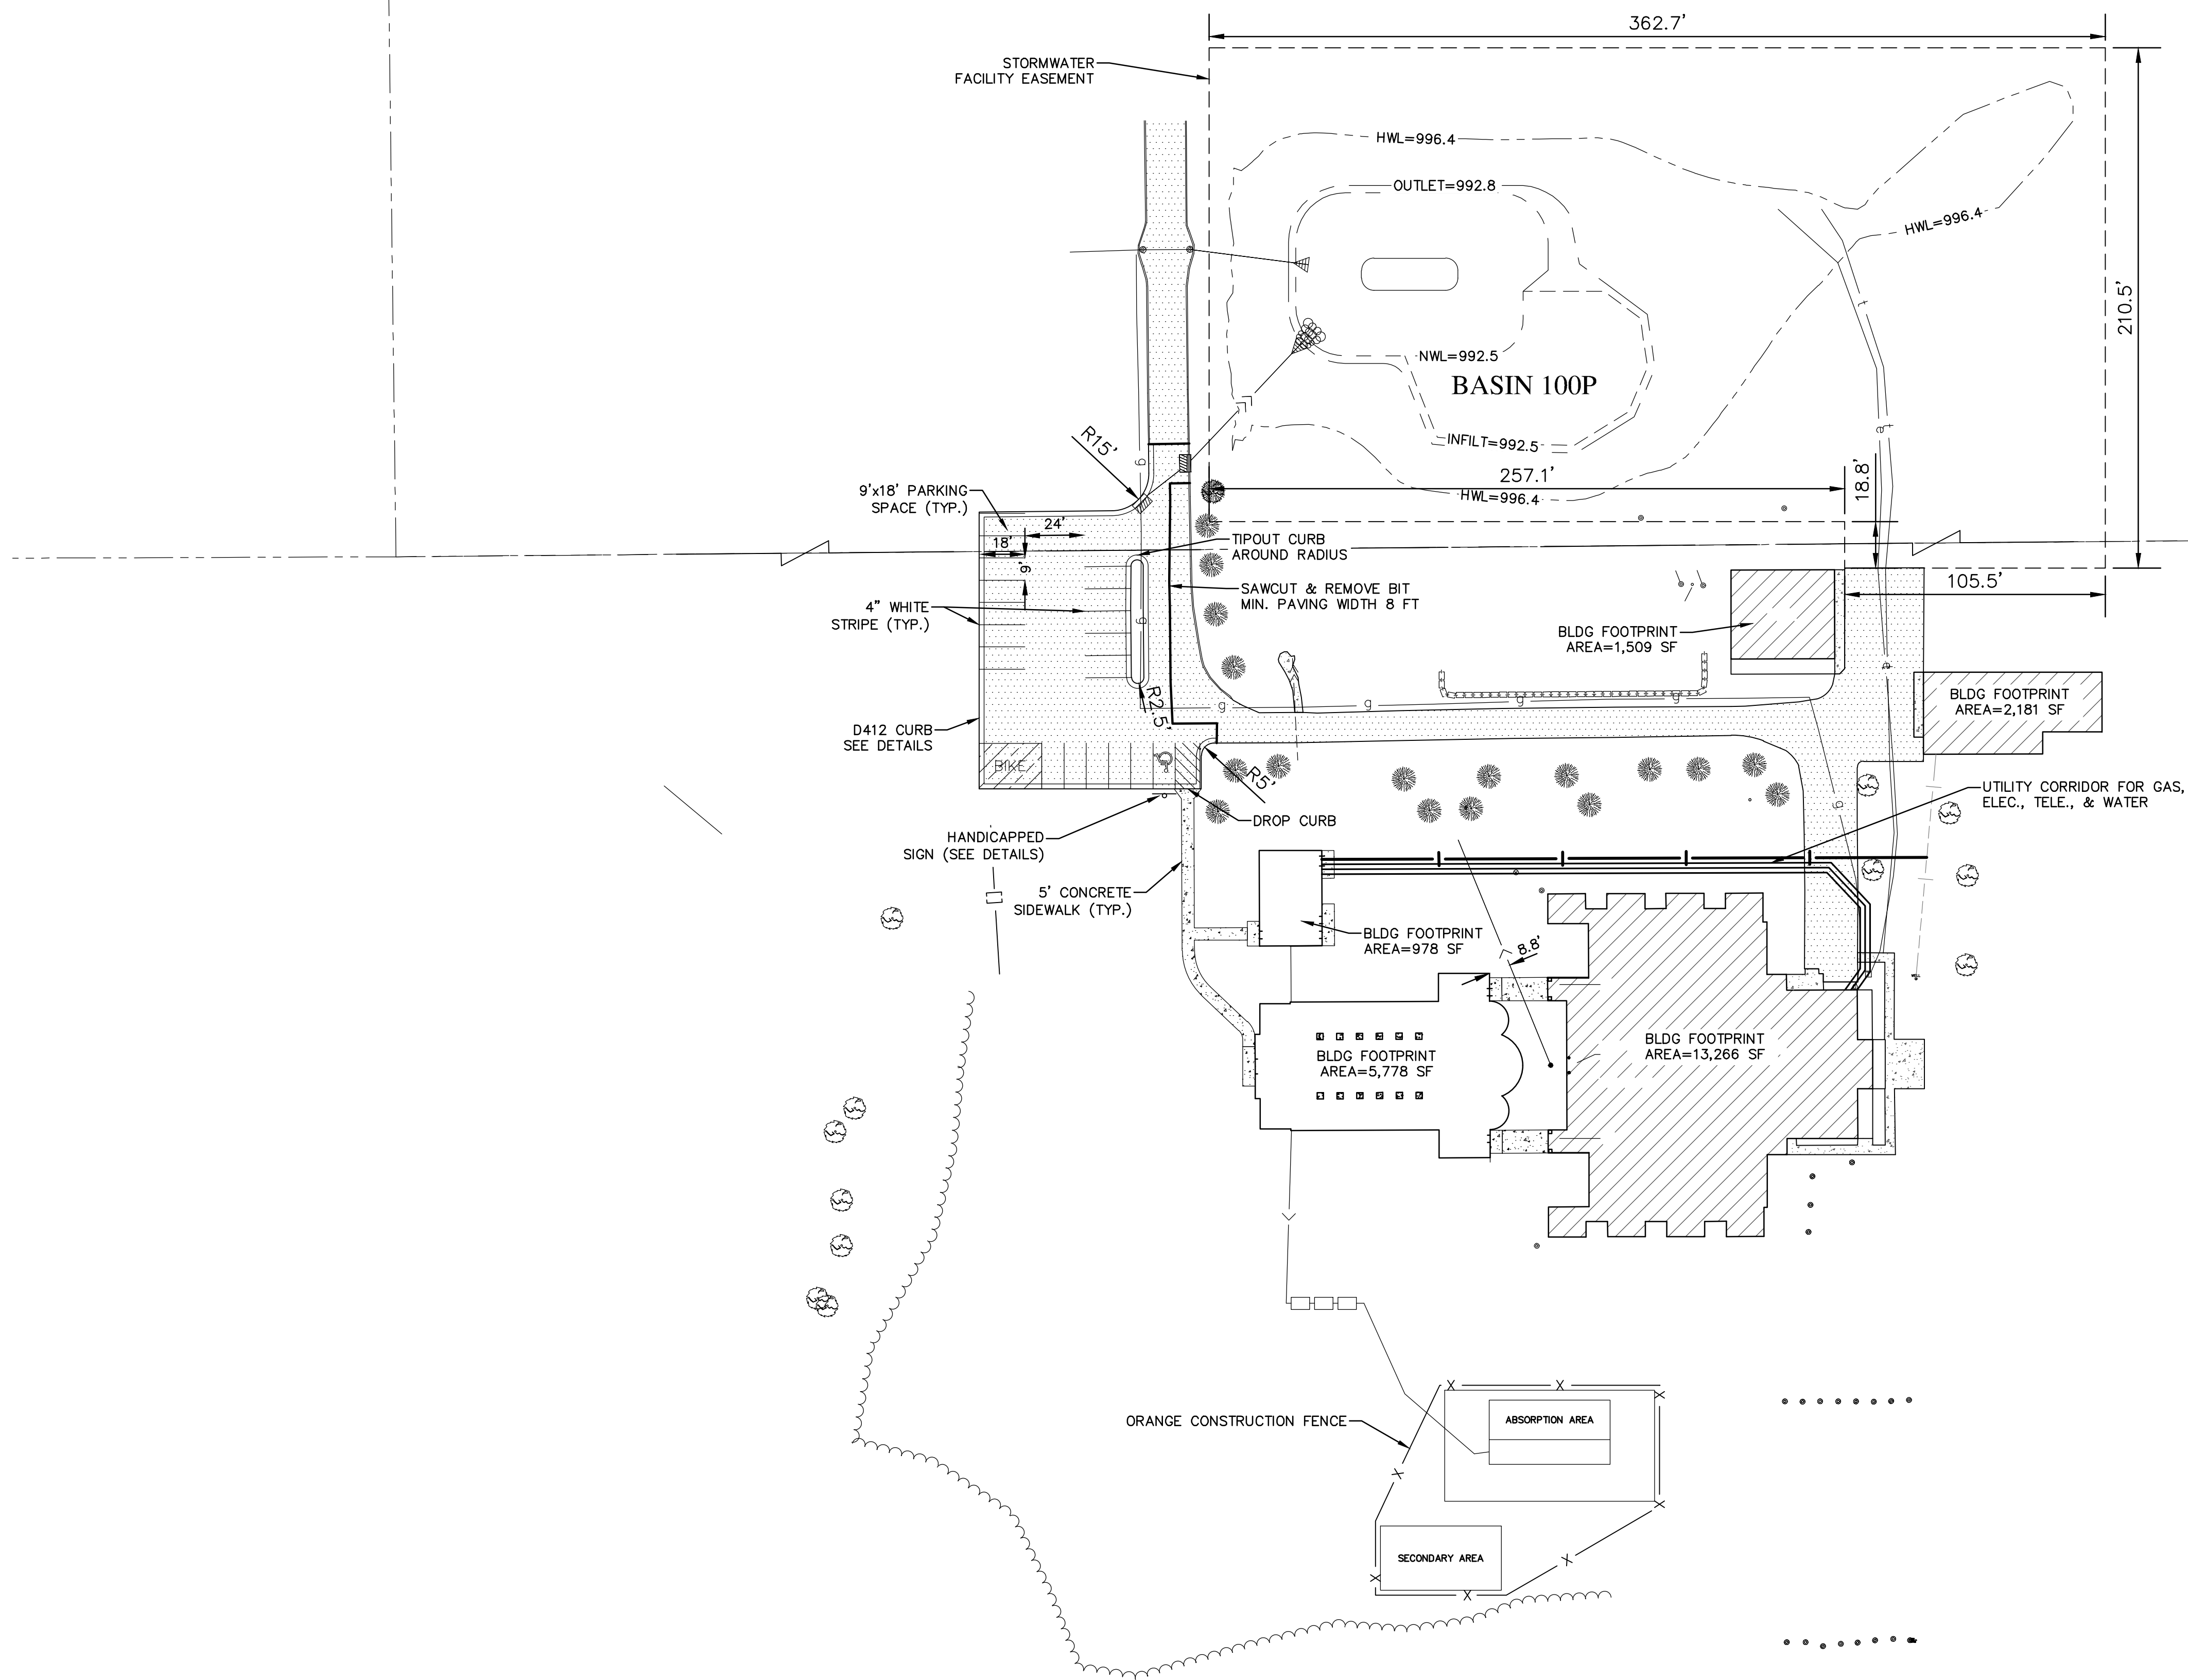 362.7'
STORMWATER
FACILITY EASEMENT
HWL=996.4
OUTLET=992.8
HWL=996.4
210.5'
NWL=992.5
BASIN 100P
INFILT=992.5
R15'
g
t
t
e
te
257.1'
18.8'
HWL=996.4
9'x18' PARKING
SPACE (TYP.)
24'
18'
9'
TIPOUT CURB
AROUND RADIUS
105.5'
SAWCUT & REMOVE BIT
MIN. PAVING WIDTH 8 FT
4" WHITE
STRIPE (TYP.)
g
BLDG FOOTPRINT
AREA=1,509 SF
e
R2.5'
g
g
g
g
BLDG FOOTPRINT
AREA=2,181 SF
D412 CURB
SEE DETAILS
BIKE
R5'
UTILITY CORRIDOR FOR GAS,
ELEC., TELE., & WATER
g
DROP CURB
HANDICAPPED
SIGN (SEE DETAILS)
5' CONCRETE
SIDEWALK (TYP.)
BLDG FOOTPRINT
AREA=978 SF
8.8'
BLDG FOOTPRINT
AREA=5,778 SF
BLDG FOOTPRINT
AREA=13,266 SF
X
X
X
ORANGE CONSTRUCTION FENCE
ABSORPTION AREA
X
X
SECONDARY AREA
X
X
X